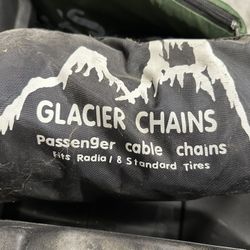 GLACIER CHAINS
Passenger cable chains
Fits Radial & Standard Tires